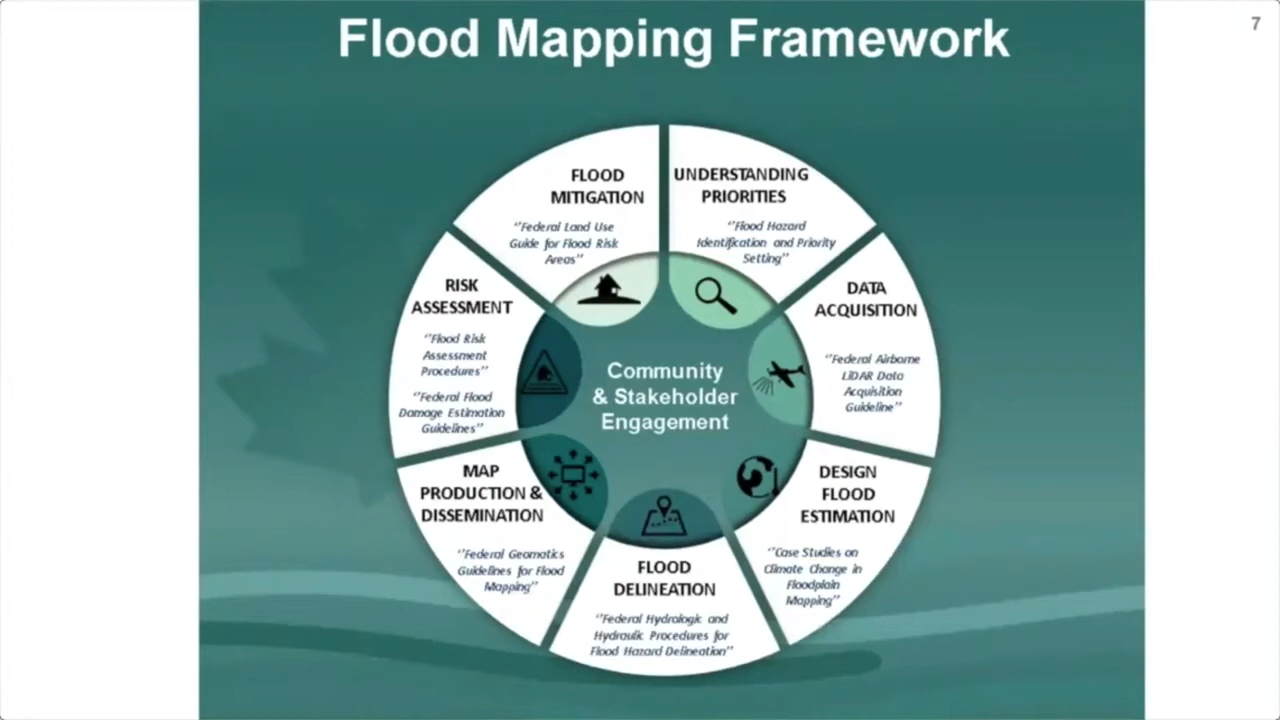 Flood Mapping Framework
7
UNDERSTANDING
PRIORITIES
"Flood Hazard
Identification and Priority
Setting"
DATA
ACQUISITION
"Federal Airborne
LiDAR Data
Acquisition
Guideline"
DESIGN
FLOOD
ESTIMATION
"Case Studies on
Climate Change in
Floodplain
Mapping"
FLOOD
DELINEATION
"Federal Hydrologic and
Hydraulic Procedures for
Flood Hazard Delineation"
MAP
PRODUCTION &
DISSEMINATION
"Federal Geomatics
Guidelines for Flood
Mapping"
RISK
ASSESSMENT
"Flood Risk
Assessment
Procedures"
"Federal Flood
Damage Estimation
Guidelines"
FLOOD
MITIGATION
"Federal Land Use
Guide for Flood Risk
Areas"
Community
& Stakeholder
Engagement